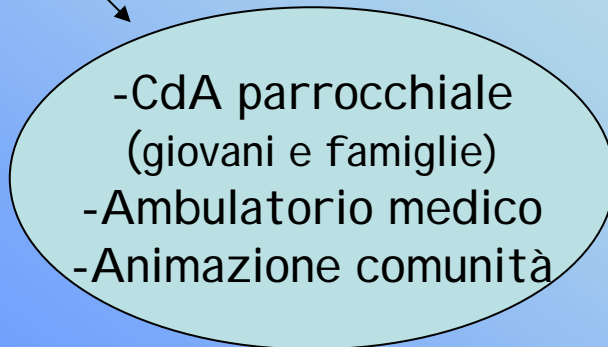 -CdA parrocchiale
(giovani e famiglie)
-Ambulatorio medico
-Animazione comunità